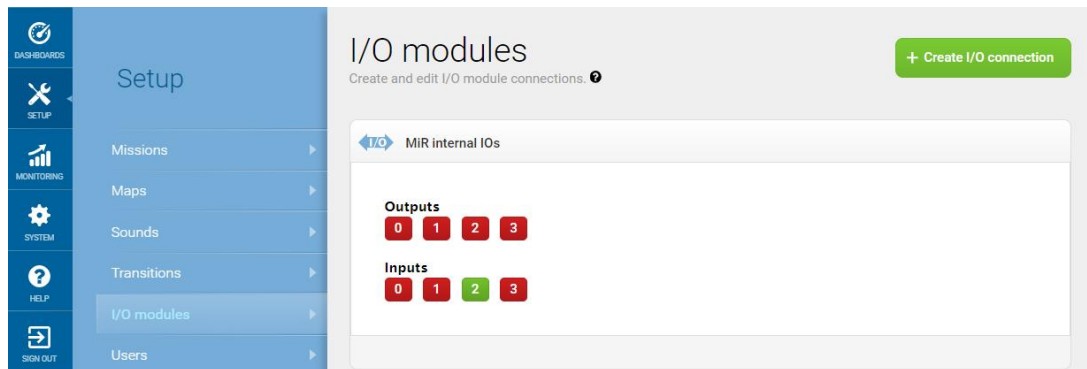 DASHBOARDS
SETUP
MONITORING
SYSTEM
HELP
SIGN OUT
Setup
Missions
Maps
Sounds
Transitions
I/O modules
Users
I/O modules
Create and edit I/O module connections. ?
+ Create I/O connection
I/O MiR internal IOs
Outputs
0 1 2 3
Inputs
0 1 2 3